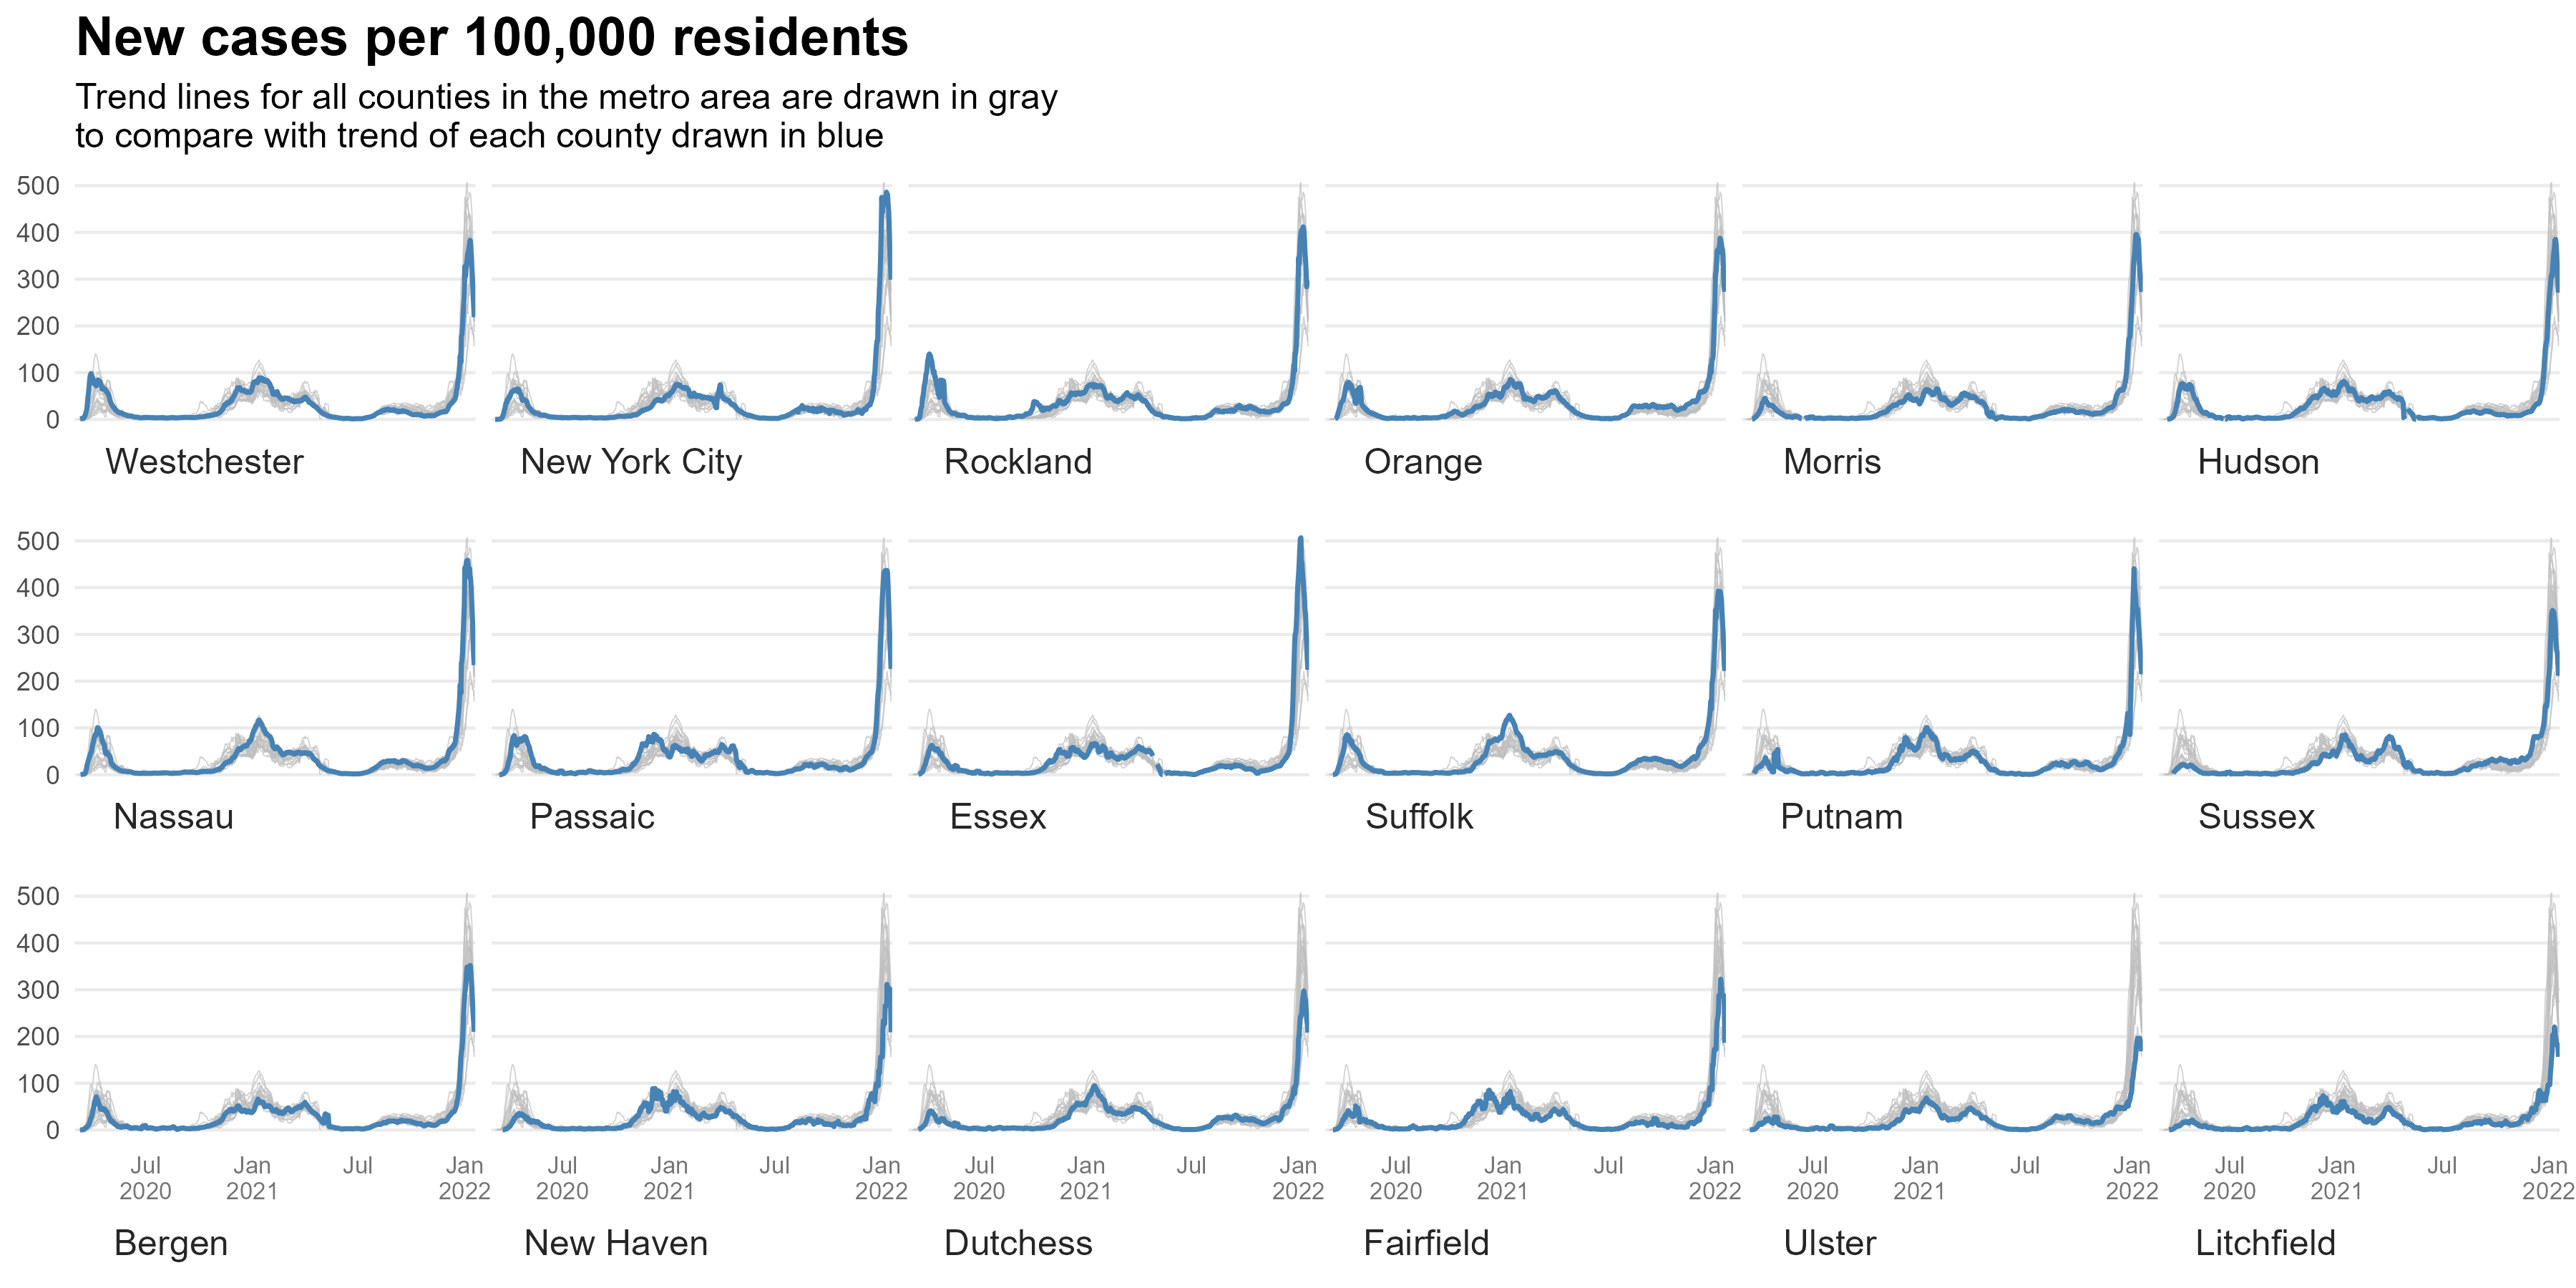 New cases per 100,000 residents
Trend lines for all counties in the metro area are drawn in gray
to compare with trend of each county drawn in blue
500
400
300
200
100
0
Westchester New York City Rockland Orange Morris Hudson
500
400
300
200
100
0
Nassau Passaic Essex Suffolk Putnam Sussex
500
400
300
200
100
0
Jul Jan Jul Jan Jul Jan Jul Jan Jul Jan Jul Jan Jul Jan Jul Jan Jul Jan Jul Jan Jul Jan Jul Jan
2020 2021 2022 2020 2021 2022 2020 2021 2022 2020 2021 2022 2020 2021 2022 2020 2021 2022
Bergen New Haven Dutchess Fairfield Ulster Litchfield